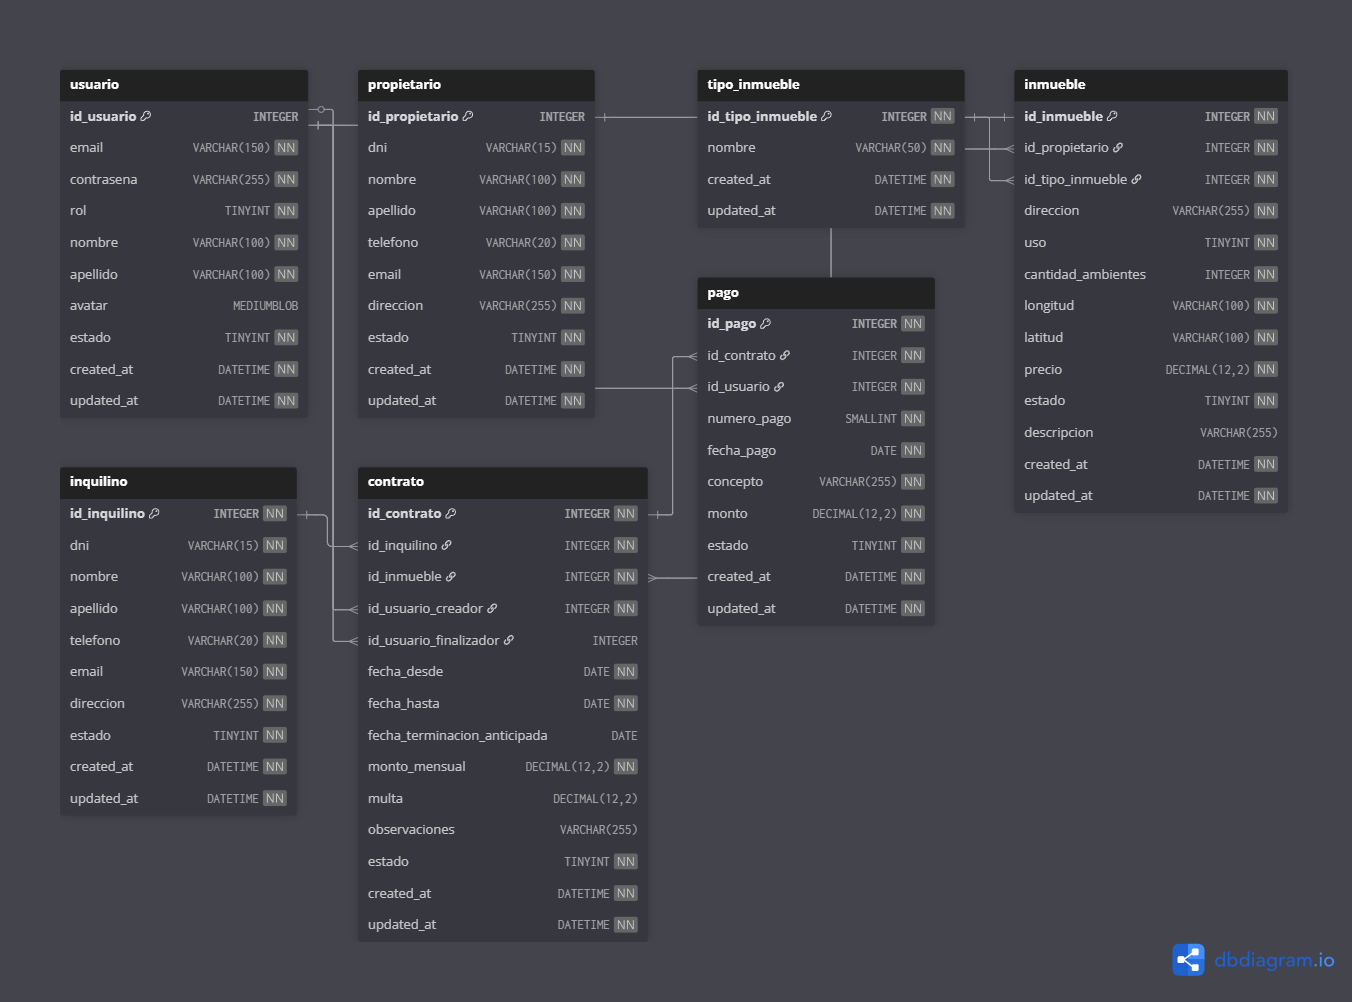 usuario
id_usuario INTEGER
email VARCHAR(150) NN
contrasena VARCHAR(255) NN
rol TINYINT NN
nombre VARCHAR(100) NN
apellido VARCHAR(100) NN
avatar MEDIUMBLOB
estado TINYINT NN
created_at DATETIME NN
updated_at DATETIME NN
propietario
id_propietario INTEGER
dni VARCHAR(15) NN
nombre VARCHAR(100) NN
apellido VARCHAR(100) NN
telefono VARCHAR(20) NN
email VARCHAR(150) NN
direccion VARCHAR(255) NN
estado TINYINT NN
created_at DATETIME NN
updated_at DATETIME NN
tipo_inmueble
id_tipo_inmueble INTEGER NN
nombre VARCHAR(50) NN
created_at DATETIME NN
updated_at DATETIME NN
inmueble
id_inmueble INTEGER NN
id_propietario INTEGER NN
id_tipo_inmueble INTEGER NN
direccion VARCHAR(255) NN
uso TINYINT NN
cantidad_ambientes INTEGER NN
longitud VARCHAR(100) NN
latitud VARCHAR(100) NN
precio DECIMAL(12,2) NN
estado TINYINT NN
descripcion VARCHAR(255)
created_at DATETIME NN
updated_at DATETIME NN
pago
id_pago INTEGER NN
id_contrato INTEGER NN
id_usuario INTEGER NN
numero_pago SMALLINT NN
fecha_pago DATE NN
concepto VARCHAR(255) NN
monto DECIMAL(12,2) NN
estado TINYINT NN
created_at DATETIME NN
updated_at DATETIME NN
inquilino
id_inquilino INTEGER NN
dni VARCHAR(15) NN
nombre VARCHAR(100) NN
apellido VARCHAR(100) NN
telefono VARCHAR(20) NN
email VARCHAR(150) NN
direccion VARCHAR(255) NN
estado TINYINT NN
created_at DATETIME NN
updated_at DATETIME NN
contrato
id_contrato INTEGER NN
id_inquilino INTEGER NN
id_inmueble INTEGER NN
id_usuario_creador INTEGER NN
id_usuario_finalizador INTEGER
fecha_desde DATE NN
fecha_hasta DATE NN
fecha_terminacion_anticipada DATE
monto_mensual DECIMAL(12,2) NN
multa DECIMAL(12,2)
observaciones VARCHAR(255)
estado TINYINT NN
created_at DATETIME NN
updated_at DATETIME NN
dbdiagram.io